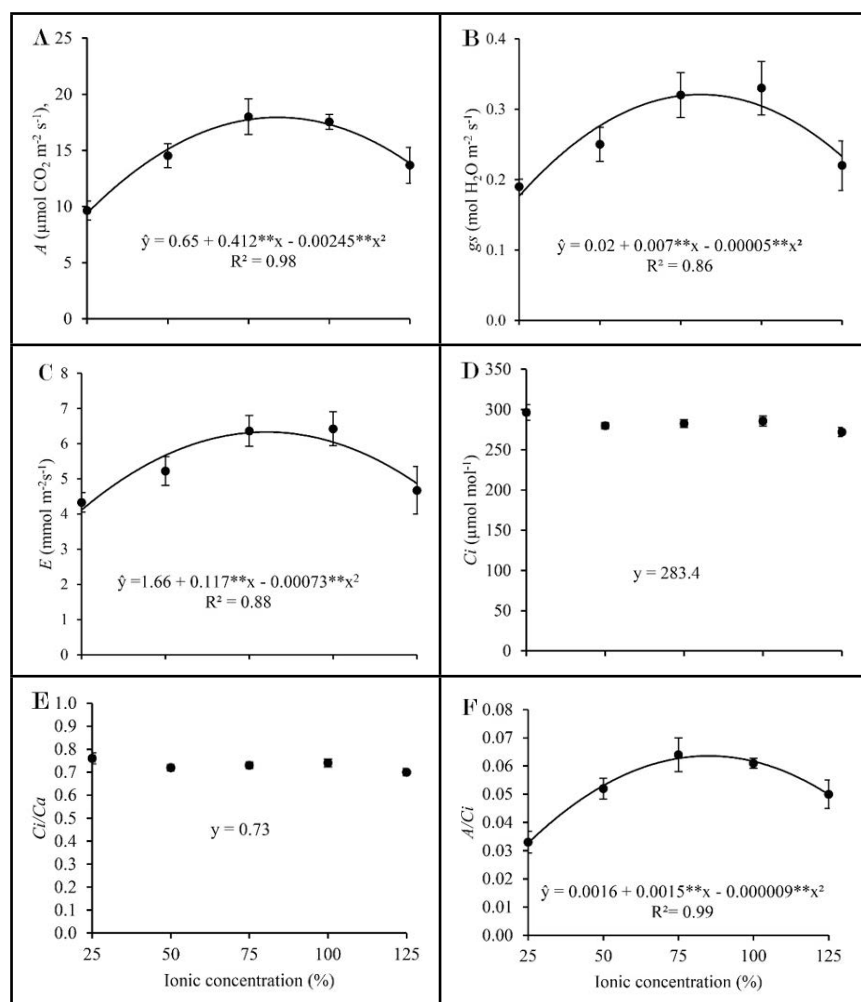 A
25
20
15
10
5
0
A (µmol CO₂ m⁻² s⁻¹),
ŷ = 0.65 + 0.412**x - 0.00245**x²
R² = 0.98
B
0.4
0.3
0.2
0.1
0.0
gs (mol H₂O m⁻² s⁻¹)
ŷ = 0.02 + 0.007**x - 0.00005**x²
R² = 0.86
C
8
7
6
5
4
3
2
1
0
E (mmol m⁻²s⁻¹)
ŷ =1.66 + 0.117**x - 0.00073**x²
R² = 0.88
D
350
300
250
200
150
100
50
0
Ci (µmol mol⁻¹)
y = 283.4
E
1.0
0.9
0.8
0.7
0.6
0.5
0.4
0.3
0.2
0.1
0.0
Ci/Ca
y = 0.73
25 50 75 100 125
Ionic concentration (%)
F
0.08
0.07
0.06
0.05
0.04
0.03
0.02
0.01
0.00
A/Ci
ŷ = 0.0016 + 0.0015**x - 0.000009**x²
R²= 0.99
25 50 75 100 125
Ionic concentration (%)